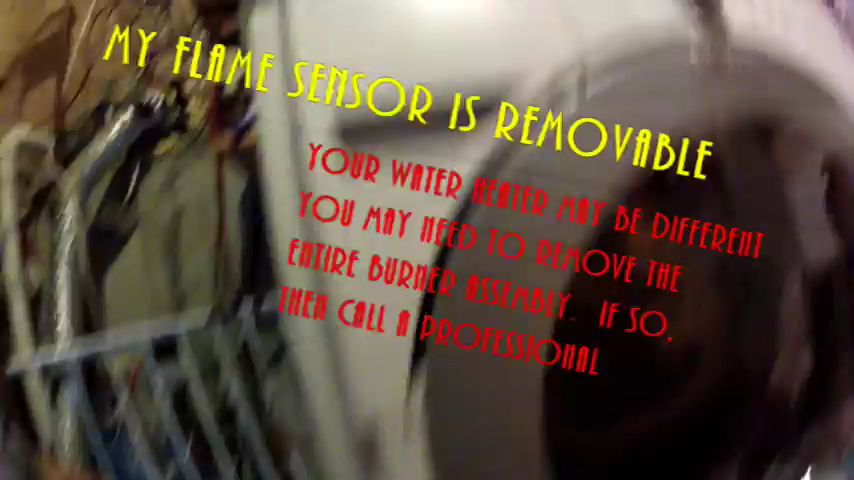 MY FLAME SENSOR IS REMOVABLE
YOUR WATER HEATER MAY BE DIFFERENT
YOU MAY NEED TO REMOVE THE
ENTIRE BURNER ASSEMBLY. IF SO,
THEN CALL A PROFESSIONAL